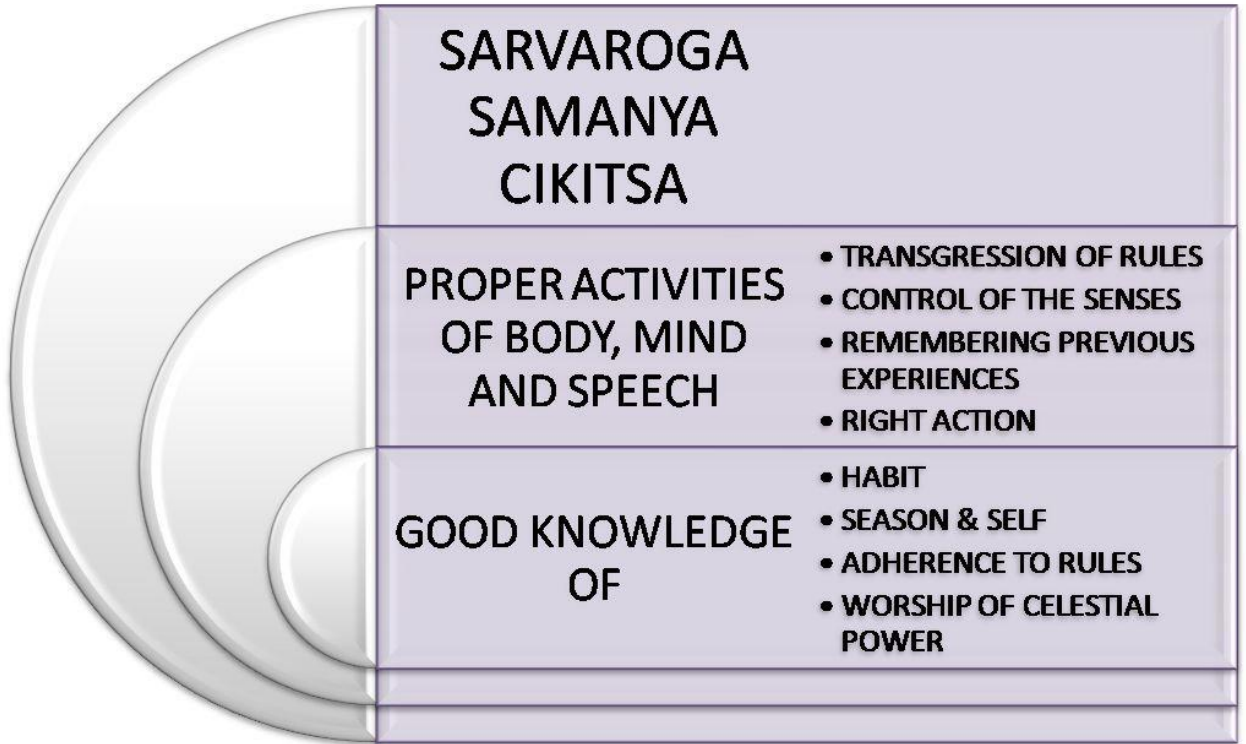 SARVAROGA
SAMANYA
CIKITSA
PROPER ACTIVITIES
OF BODY, MIND
AND SPEECH
• TRANSGRESSION OF RULES
• CONTROL OF THE SENSES
• REMEMBERING PREVIOUS
EXPERIENCES
• RIGHT ACTION
GOOD KNOWLEDGE
OF
• HABIT
• SEASON & SELF
• ADHERENCE TO RULES
• WORSHIP OF CELESTIAL
POWER